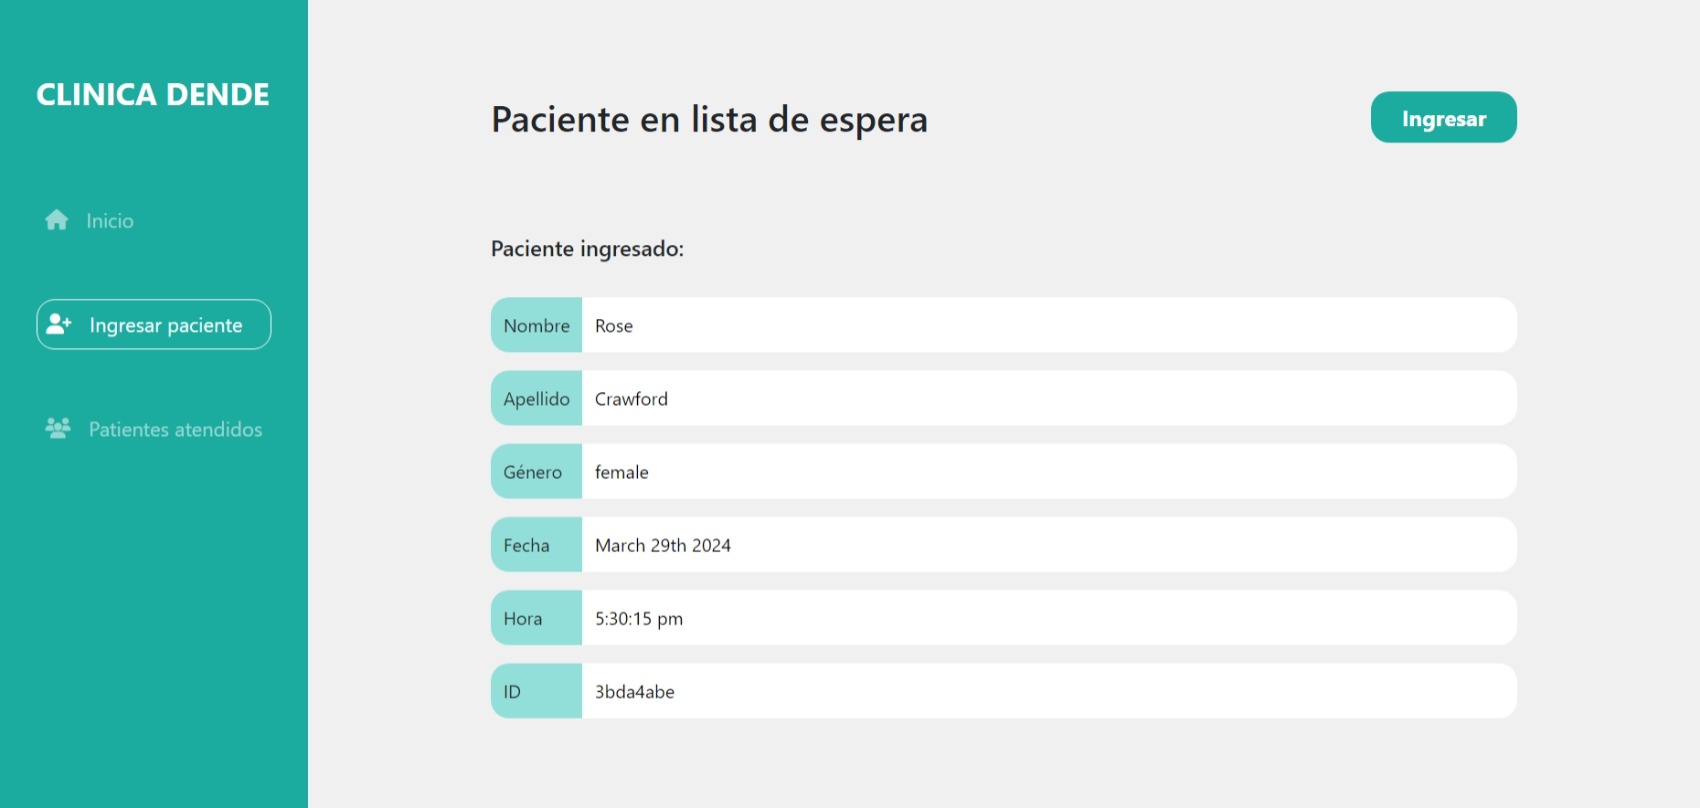 CLINICA DENDE
Inicio
Ingresar paciente
Patientes atendidos
Paciente en lista de espera
Ingresar
Paciente ingresado:
Nombre Rose
Apellido Crawford
Género female
Fecha March 29th 2024
Hora 5:30:15 pm
ID 3bda4abe